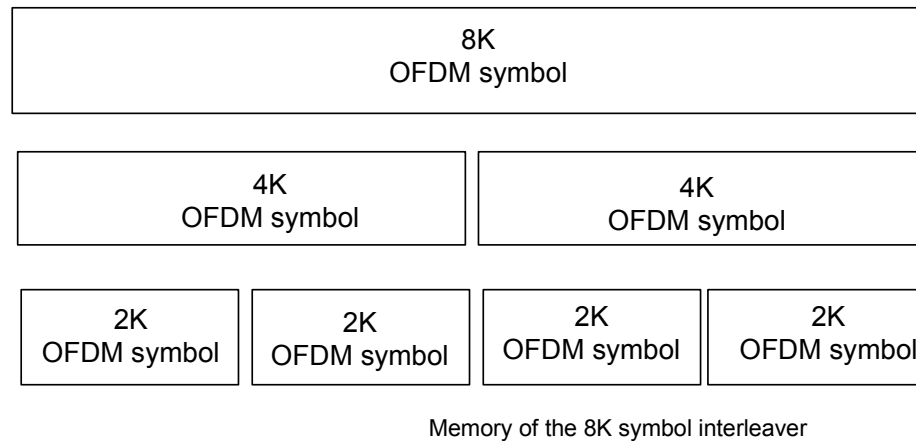 8K
OFDM symbol
4K
OFDM symbol
4K
OFDM symbol
2K
OFDM symbol
2K
OFDM symbol
2K
OFDM symbol
2K
OFDM symbol
Memory of the 8K symbol interleaver